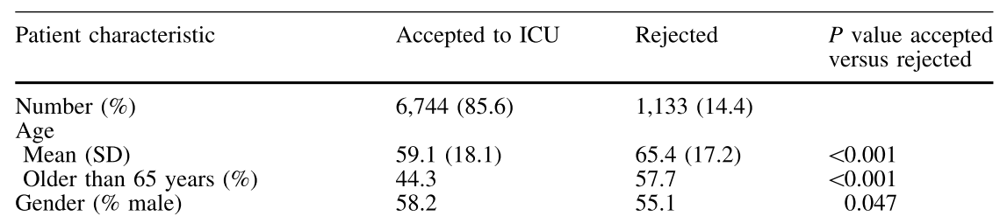 Patient characteristic Accepted to ICU Rejected P value accepted
versus rejected
Number (%) 6,744 (85.6) 1,133 (14.4)
Age
Mean (SD) 59.1 (18.1) 65.4 (17.2) <0.001
Older than 65 years (%) 44.3 57.7 <0.001
Gender (% male) 58.2 55.1 0.047